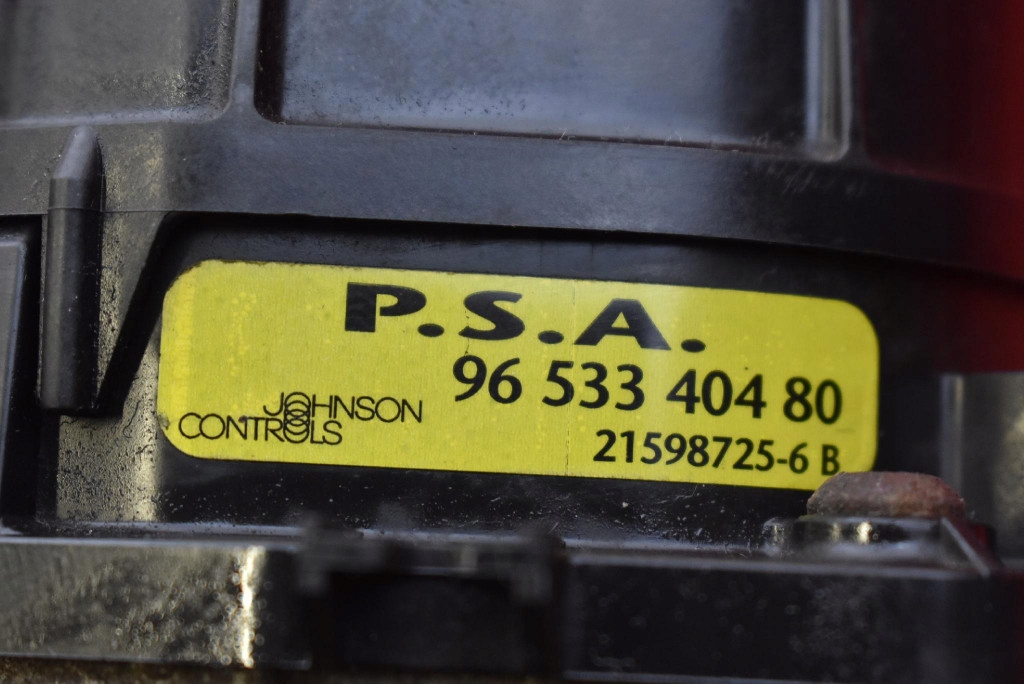 P.S.A.
96 533 404 80
JOHNSON
CONTROLS
21598725-6 B